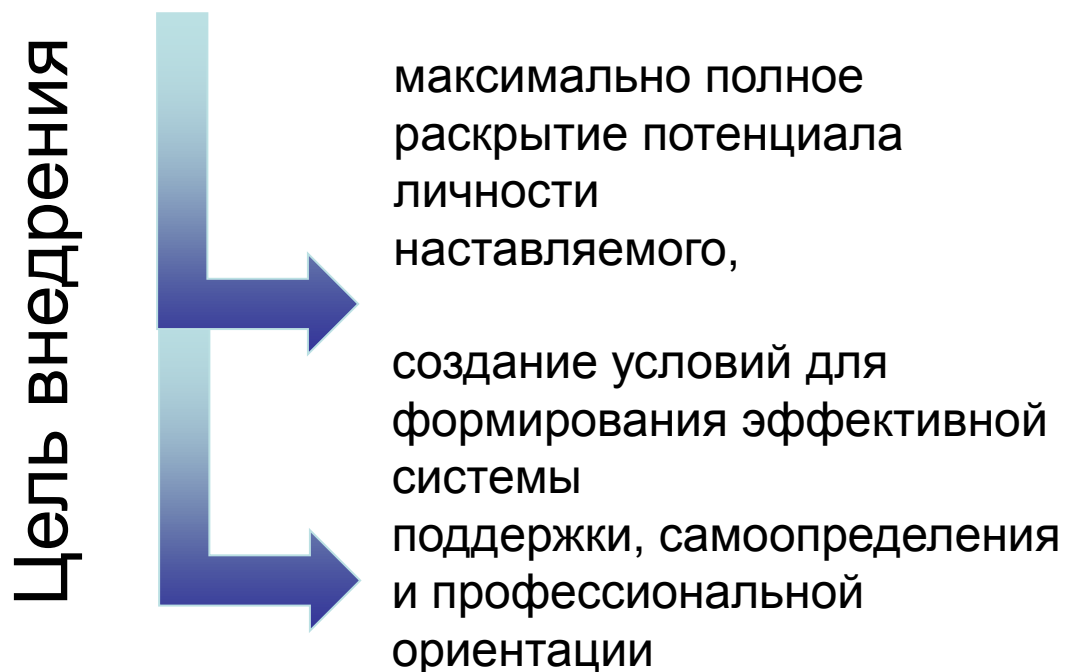 Цель внедрения
максимально полное
раскрытие потенциала
личности
наставляемого,
создание условий для
формирования эффективной
системы
поддержки, самоопределения
и профессиональной
ориентации